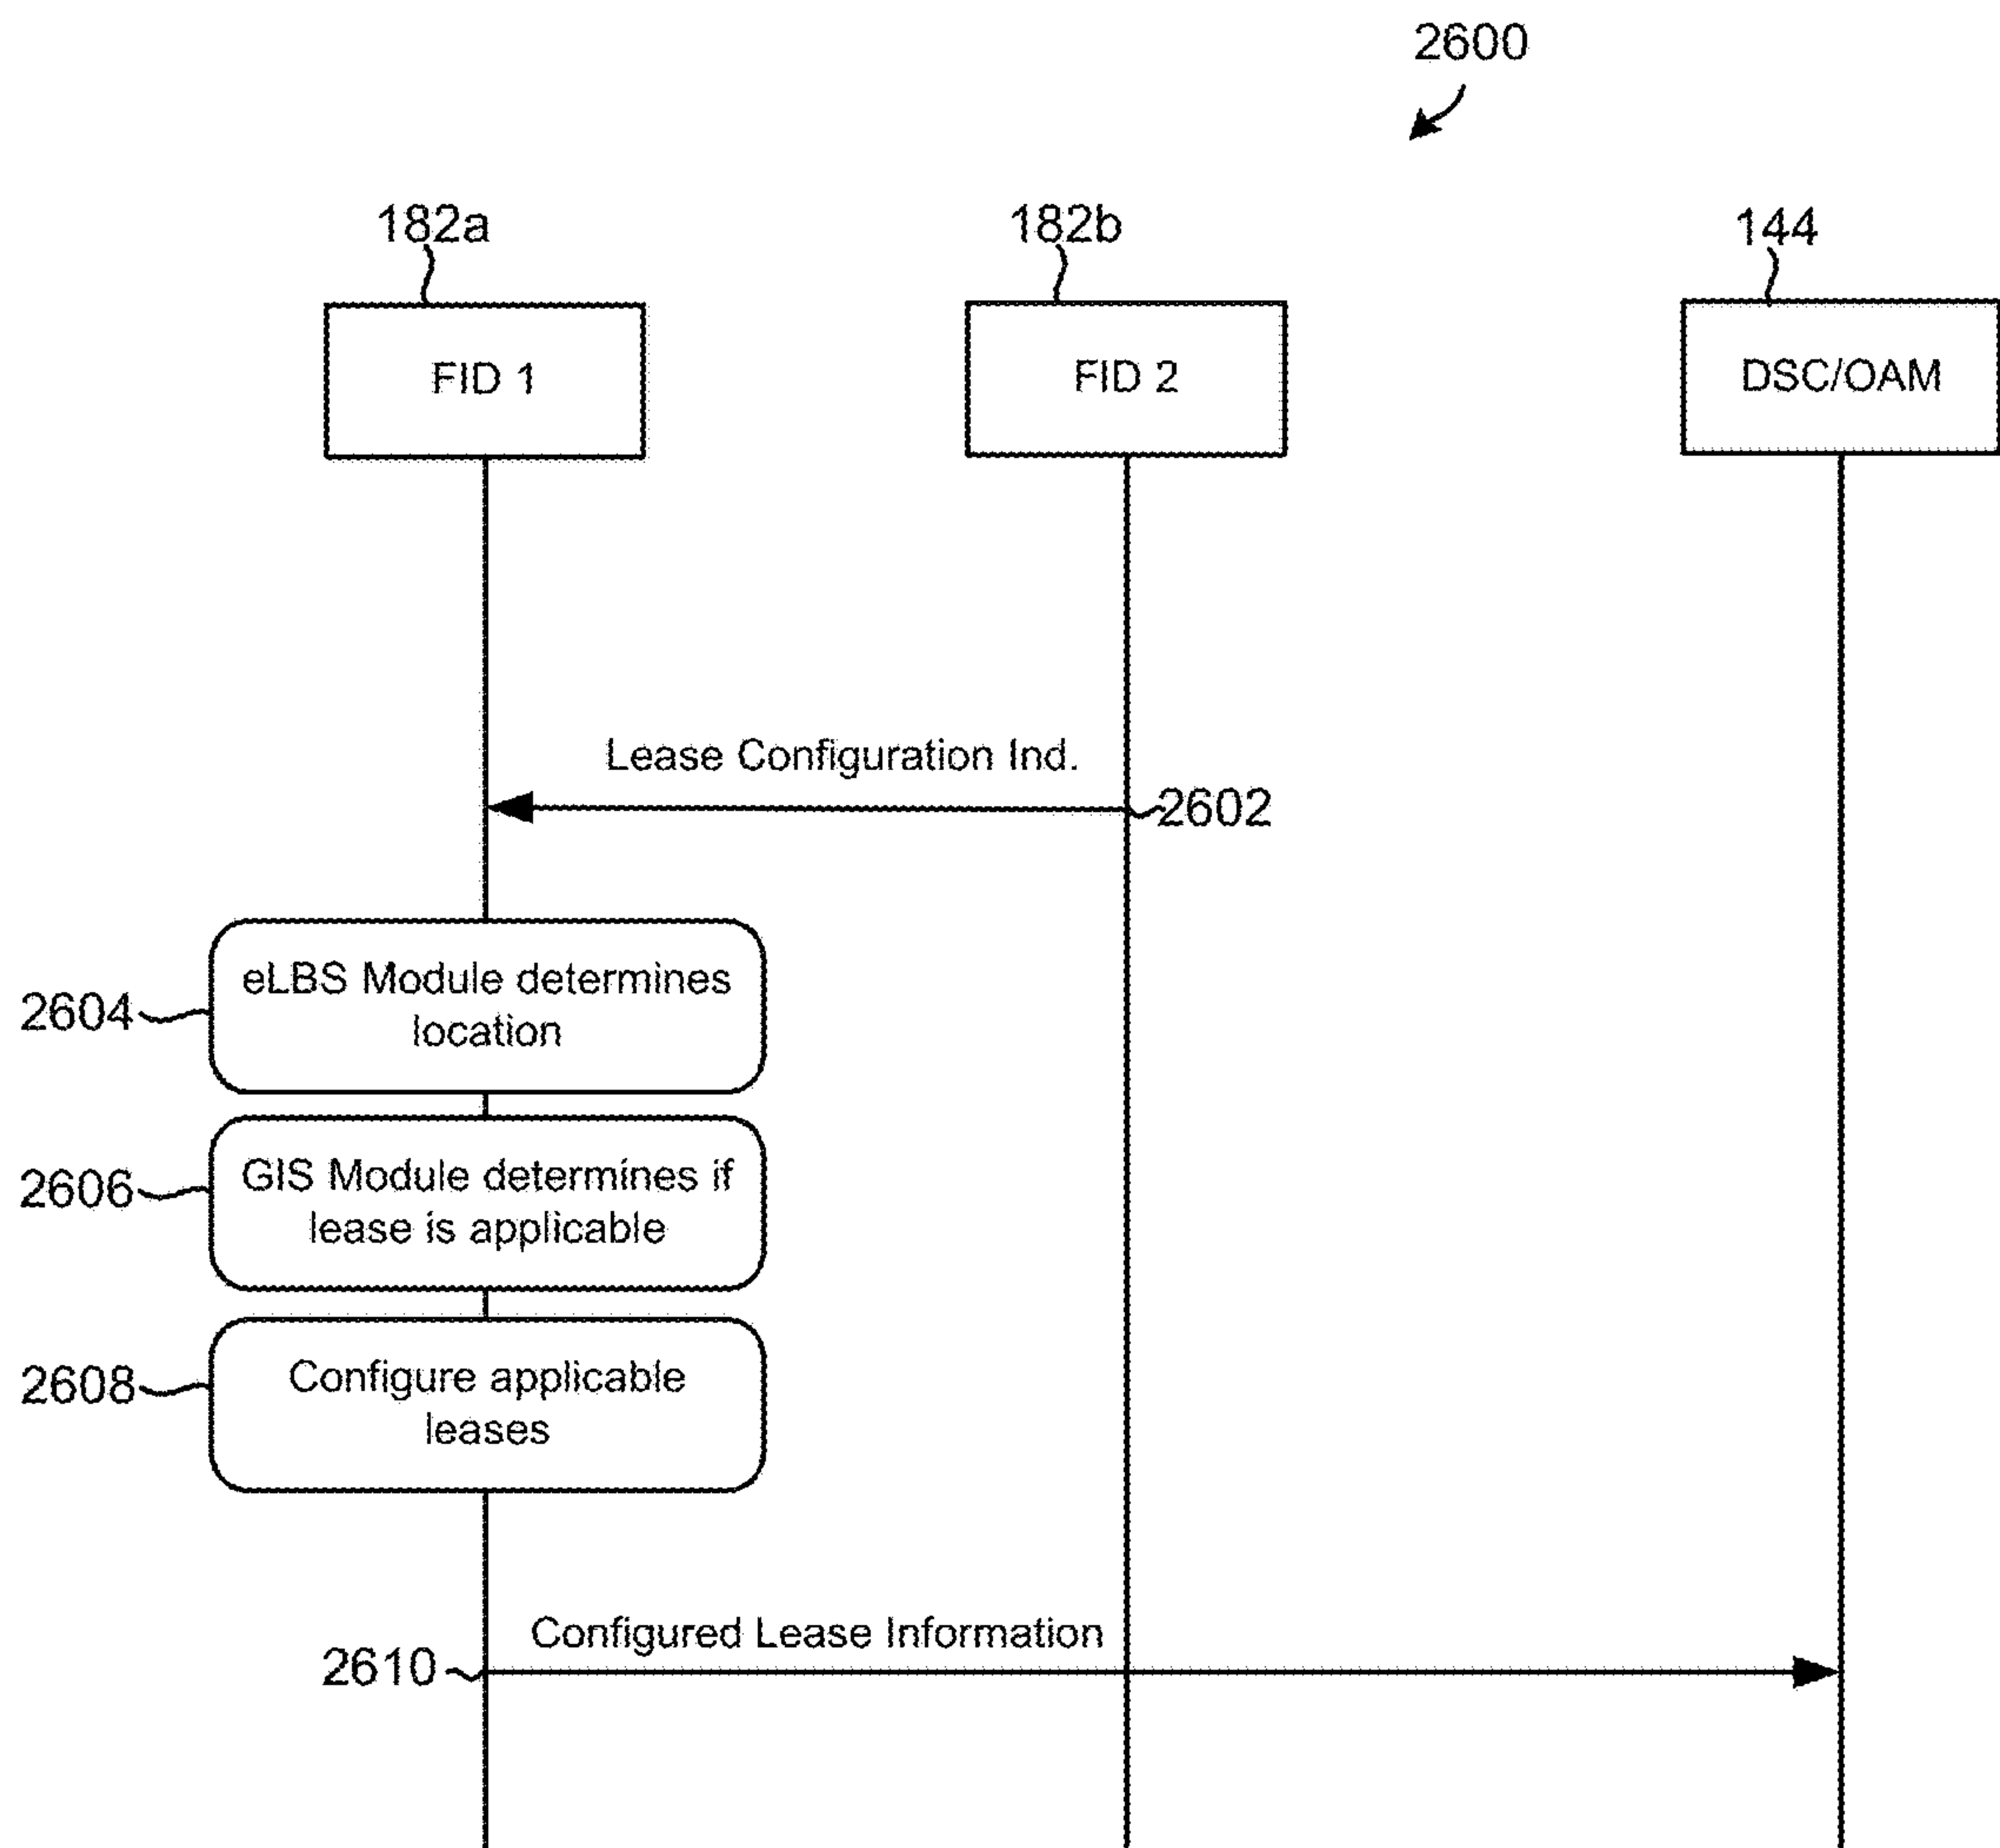 2600
182a
182b
144
FID 1
FID 2
DSC/OAM
Lease Configuration Ind.
2602
eLBS Module determines
location
2604
GIS Module determines if
lease is applicable
2606
Configure applicable
leases
2608
Configured Lease Information
2610